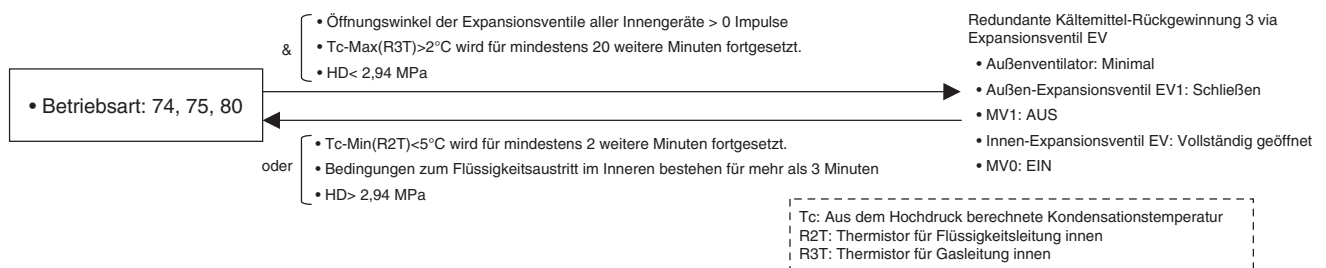 • Betriebsart: 74, 75, 80
&
• Öffnungswinkel der Expansionsventile aller Innengeräte > 0 Impulse
• Tc-Max(R3T)>2°C wird für mindestens 20 weitere Minuten fortgesetzt.
• HD< 2,94 MPa
oder
• Tc-Min(R2T)<5°C wird für mindestens 2 weitere Minuten fortgesetzt.
• Bedingungen zum Flüssigkeitsaustritt im Inneren bestehen für mehr als 3 Minuten
• HD> 2,94 MPa
Redundante Kältemittel-Rückgewinnung 3 via
Expansionsventil EV
• Außenventilator: Minimal
• Außen-Expansionsventil EV1: Schließen
• MV1: AUS
• Innen-Expansionsventil EV: Vollständig geöffnet
• MV0: EIN
Tc: Aus dem Hochdruck berechnete Kondensationstemperatur
R2T: Thermistor für Flüssigkeitsleitung innen
R3T: Thermistor für Gasleitung innen